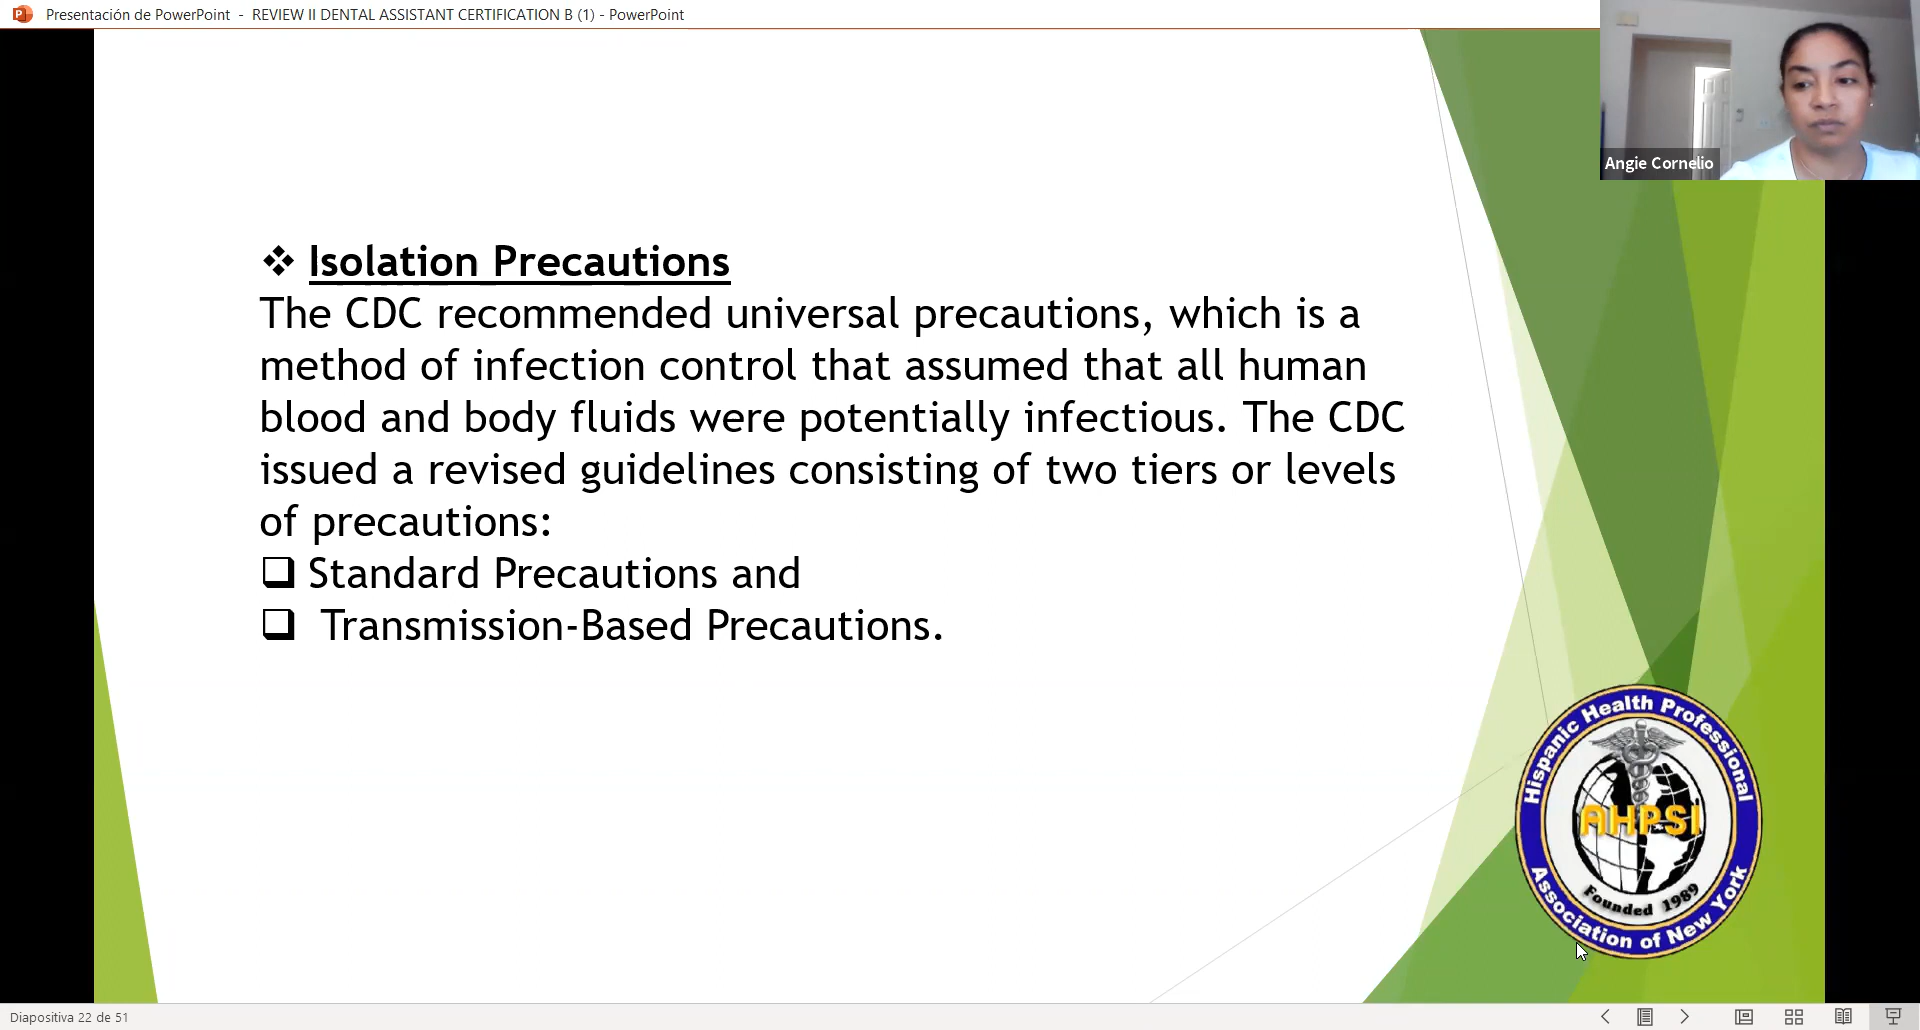 Presentación de PowerPoint - REVIEW II DENTAL ASSISTANT CERTIFICATION B (1) - PowerPoint
Angie Cornelio
Isolation Precautions
The CDC recommended universal precautions, which is a
method of infection control that assumed that all human
blood and body fluids were potentially infectious. The CDC
issued a revised guidelines consisting of two tiers or levels
of precautions:
Standard Precautions and
Transmission-Based Precautions.
Hispanic Health Professional
AHPSI
Founded 1989
Association of New York
Diapositiva 22 de 51